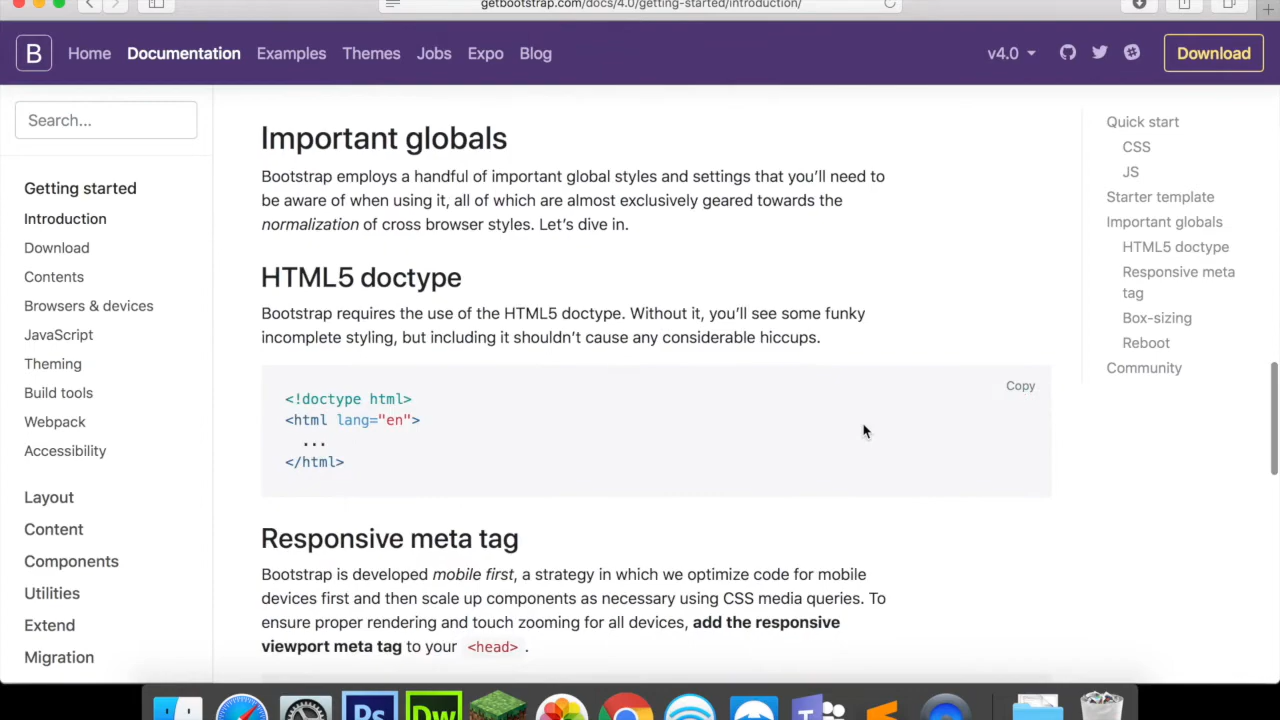 getbootstrap.com/docs/4.0/getting-started/introduction/
B Home Documentation Examples Themes Jobs Expo Blog v4.0 Download
Search...
Getting started
Introduction
Download
Contents
Browsers & devices
JavaScript
Theming
Build tools
Webpack
Accessibility
Layout
Content
Components
Utilities
Extend
Migration
Important globals
Bootstrap employs a handful of important global styles and settings that you’ll need to
be aware of when using it, all of which are almost exclusively geared towards the
normalization of cross browser styles. Let’s dive in.
HTML5 doctype
Bootstrap requires the use of the HTML5 doctype. Without it, you’ll see some funky
incomplete styling, but including it shouldn’t cause any considerable hiccups.
Copy
<!doctype html>
<html lang="en">
...
</html>
Responsive meta tag
Bootstrap is developed mobile first, a strategy in which we optimize code for mobile
devices first and then scale up components as necessary using CSS media queries. To
ensure proper rendering and touch zooming for all devices, add the responsive
viewport meta tag to your <head> .
Quick start
CSS
JS
Starter template
Important globals
HTML5 doctype
Responsive meta
tag
Box-sizing
Reboot
Community
Ps Dw